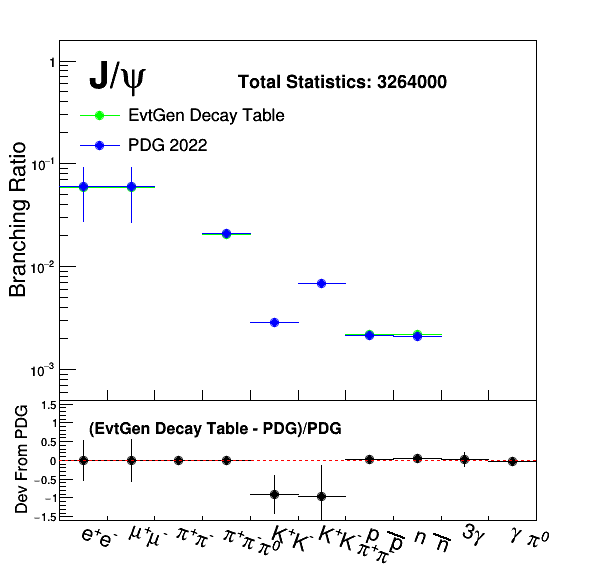 J/ψ
Total Statistics: 3264000
EvtGen Decay Table
PDG 2022
Branching Ratio
1
10⁻¹
10⁻²
10⁻³
(EvtGen Decay Table - PDG)/PDG
Dev From PDG
1.5
1
0.5
0
−0.5
−1
−1.5
e⁺e⁻
μ⁺μ⁻
π⁺π⁻
π⁺π⁻π⁰
K⁺K⁻
K⁺K⁻π⁺π⁻
p p̅
n n̅
3γ
γ π⁰